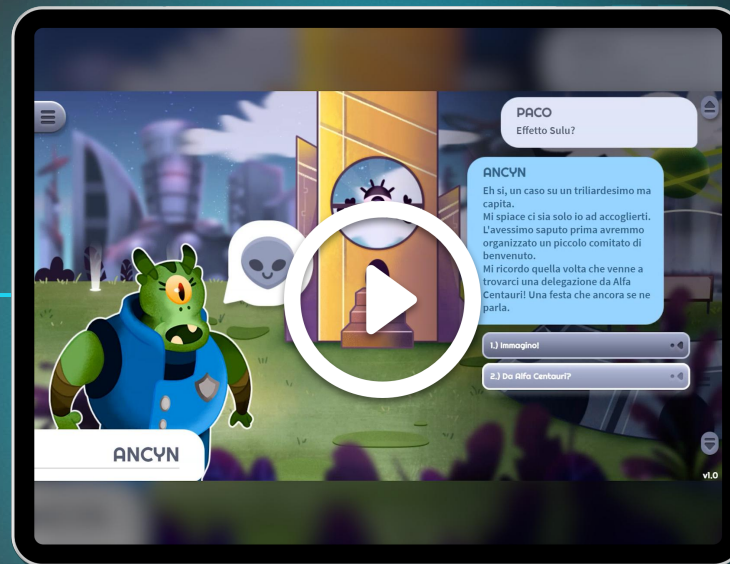 PACO
Effetto Sulu?
ANCYN
Eh si, un caso su un triliardesimo ma
capita.
Mi spiace ci sia solo io ad accoglierti.
L'avessimo saputo prima avremmo
organizzato un piccolo comitato di
benvenuto.
Mi ricordo quella volta che venne a
trovarci una delegazione da Alfa
Centauri! Una festa che ancora se ne
parla.
1.) Immagino!
2.) Da Alfa Centauri?
ANCYN
v1.0